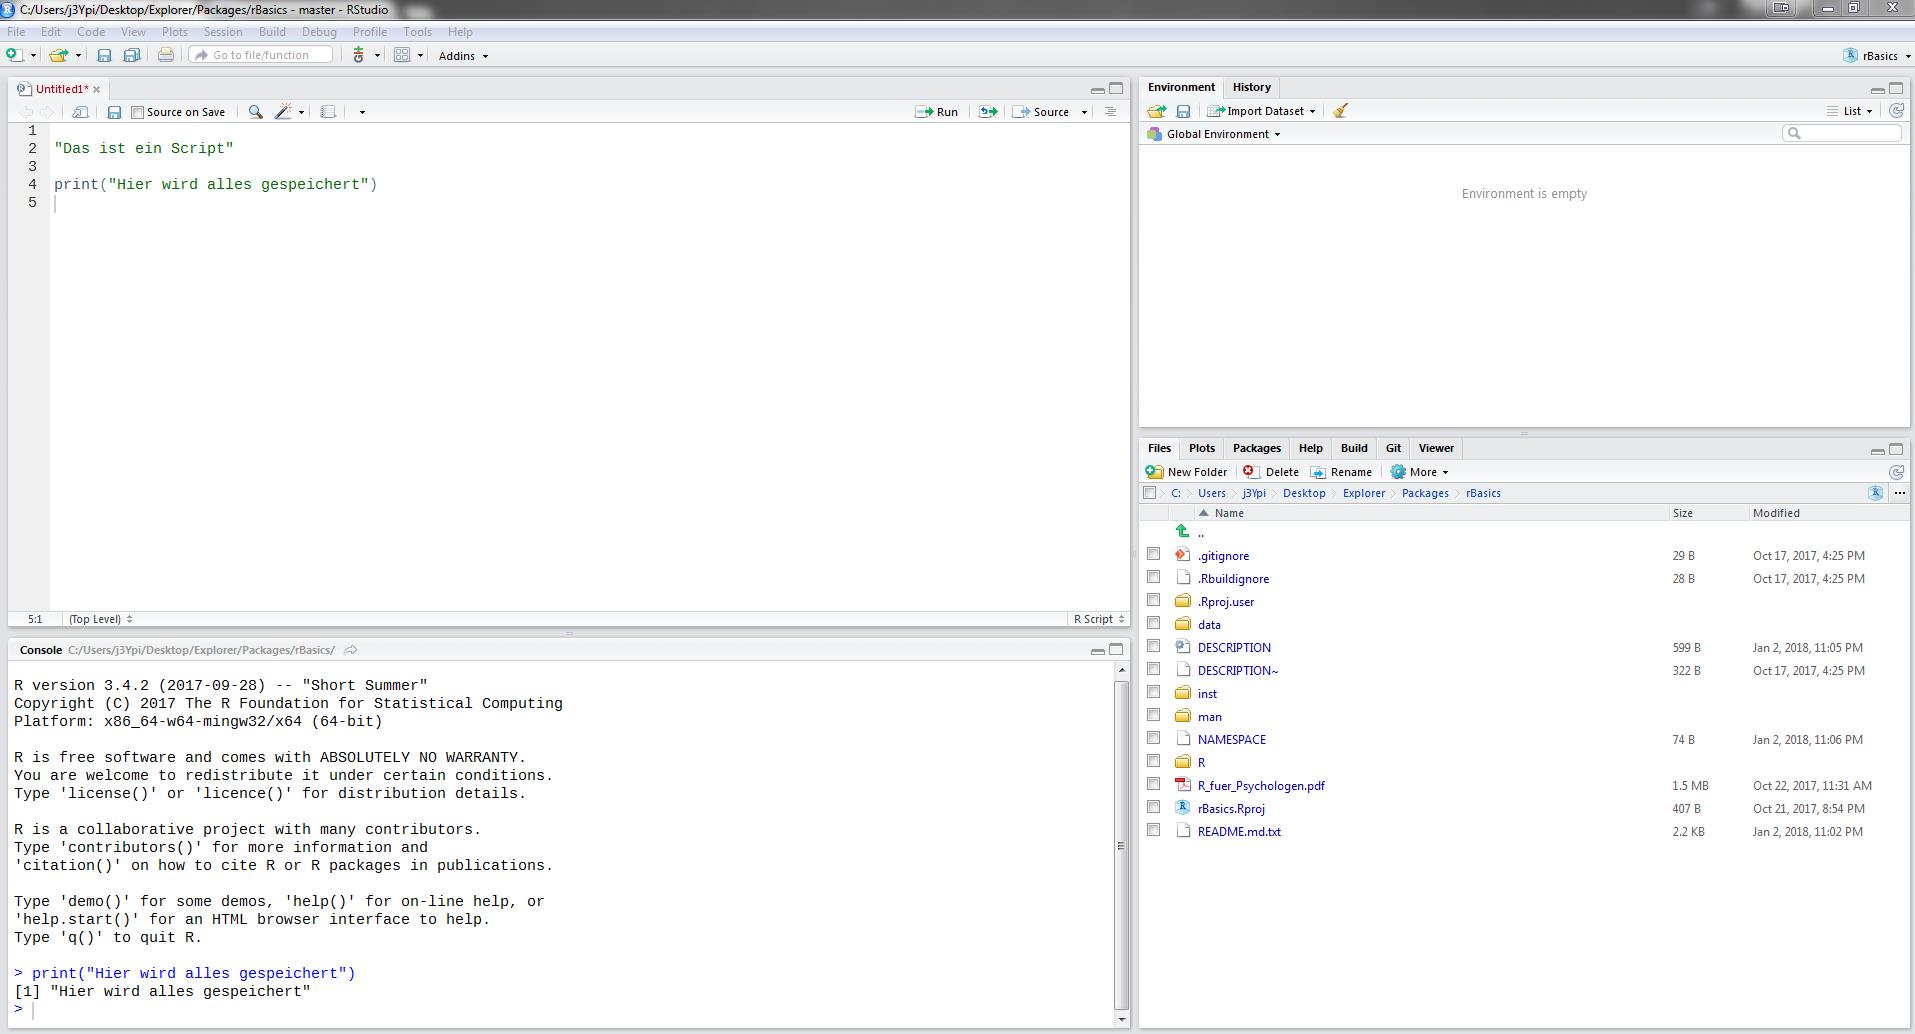 C:/Users/j3Ypi/Desktop/Explorer/Packages/rBasics - master - RStudio
File Edit Code View Plots Session Build Debug Profile Tools Help
Go to file/function Addins rBasics
Untitled1*
Source on Save Run Source
1
2 "Das ist ein Script"
3
4 print("Hier wird alles gespeichert")
5
5:1 (Top Level) R Script
Console C:/Users/j3Ypi/Desktop/Explorer/Packages/rBasics/
R version 3.4.2 (2017-09-28) -- "Short Summer"
Copyright (C) 2017 The R Foundation for Statistical Computing
Platform: x86_64-w64-mingw32/x64 (64-bit)
R is free software and comes with ABSOLUTELY NO WARRANTY.
You are welcome to redistribute it under certain conditions.
Type 'license()' or 'licence()' for distribution details.
R is a collaborative project with many contributors.
Type 'contributors()' for more information and
'citation()' on how to cite R or R packages in publications.
Type 'demo()' for some demos, 'help()' for on-line help, or
'help.start()' for an HTML browser interface to help.
Type 'q()' to quit R.
> print("Hier wird alles gespeichert")
[1] "Hier wird alles gespeichert"
>
Environment History
Import Dataset List
Global Environment
Environment is empty
Files Plots Packages Help Build Git Viewer
New Folder Delete Rename More
C: Users j3Ypi Desktop Explorer Packages rBasics ...
Name Size Modified
..
.gitignore 29 B Oct 17, 2017, 4:25 PM
.Rbuildignore 28 B Oct 17, 2017, 4:25 PM
.Rproj.user
data
DESCRIPTION 599 B Jan 2, 2018, 11:05 PM
DESCRIPTION~ 322 B Oct 17, 2017, 4:25 PM
inst
man
NAMESPACE 74 B Jan 2, 2018, 11:06 PM
R
R_fuer_Psychologen.pdf 1.5 MB Oct 22, 2017, 11:31 AM
rBasics.Rproj 407 B Oct 21, 2017, 8:54 PM
README.md.txt 2.2 KB Jan 2, 2018, 11:02 PM